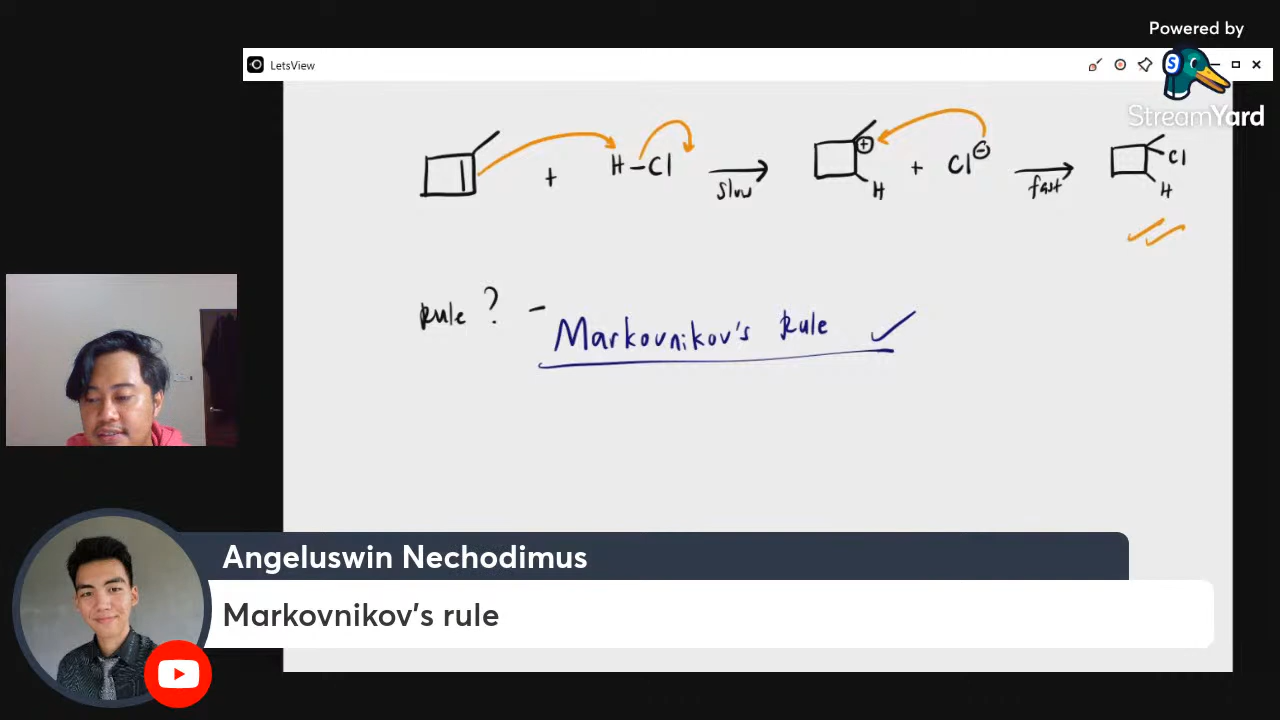 Powered by
StreamYard
LetsView
+ H-Cl slow ⊕ H + Cl⊖ fast Cl H
Rule? - Markovnikov's Rule ✓
Angeluswin Nechodimus
Markovnikov's rule